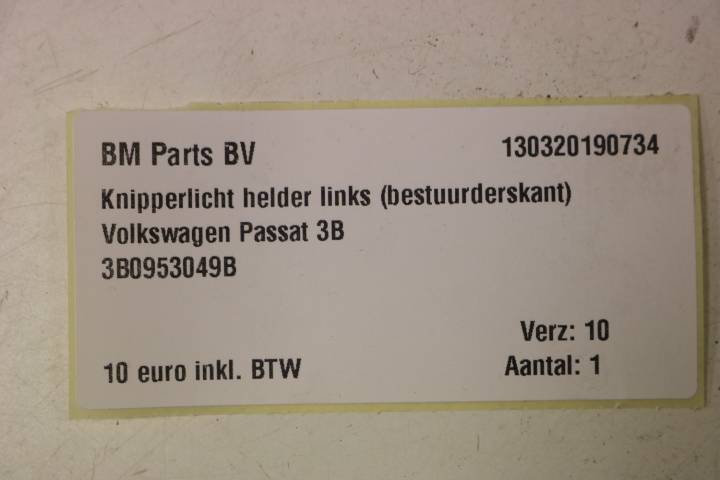 BM Parts BV 130320190734
Knipperlicht helder links (bestuurderskant)
Volkswagen Passat 3B
3B0953049B
Verz: 10
10 euro inkl. BTW Aantal: 1